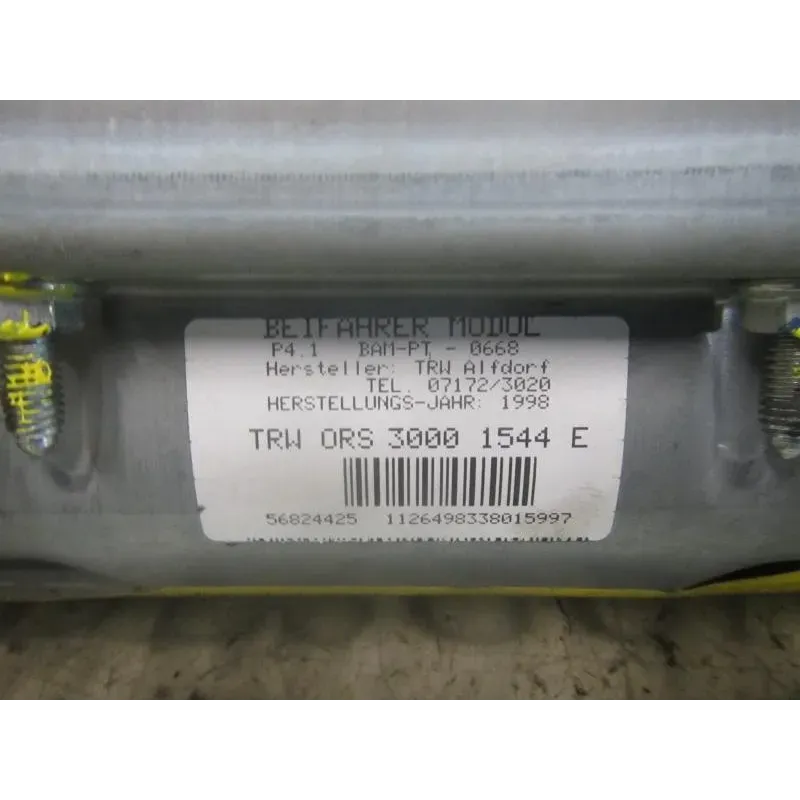 BEIFAHRER MODUL
P4.1 BAM-PT - 0668
Hersteller: TRW Alfdorf
TEL. 07172/3020
HERSTELLUNGS-JAHR: 1998
TRW ORS 3000 1544 E
56824425 1126498338015997